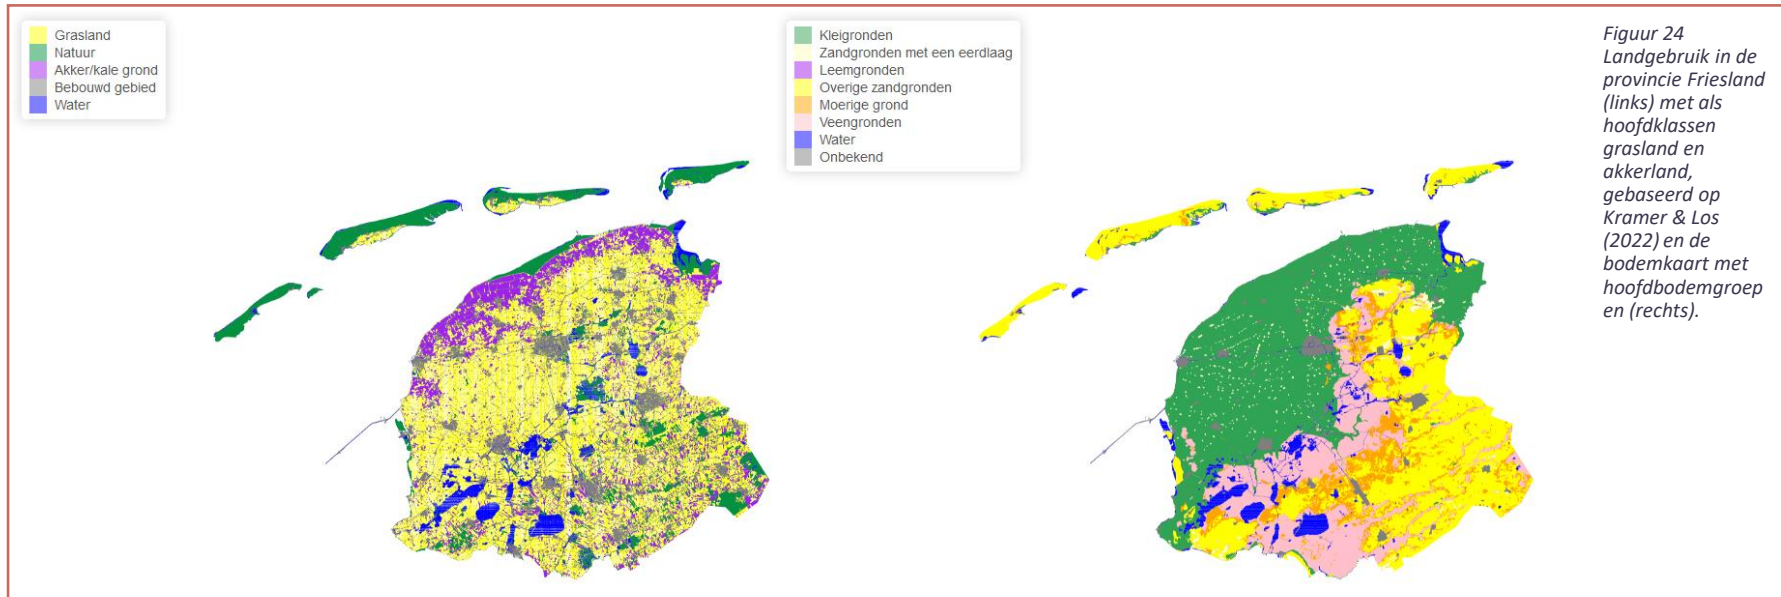 Grasland
Natuur
Akker/kale grond
Bebouwd gebied
Water
Kleigronden
Zandgronden met een eerdlaag
Leemgronden
Overige zandgronden
Moerige grond
Veengronden
Water
Onbekend
Figuur 24
Landgebruik in de
provincie Friesland
(links) met als
hoofdklassen
grasland en
akkerland,
gebaseerd op
Kramer & Los
(2022) en de
bodemkaart met
hoofdbodemgroep
en (rechts).